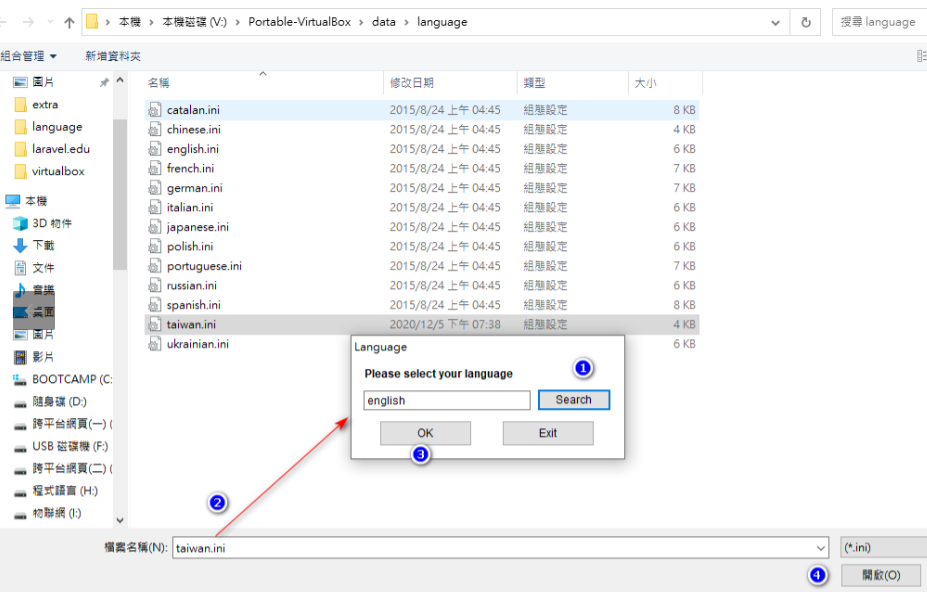 本機 › 本機磁碟 (V:) › Portable-VirtualBox › data › language
搜尋 language
組合管理 新增資料夾
圖片
extra
language
laravel.edu
virtualbox
本機
3D 物件
下載
文件
音樂
桌面
圖片
影片
BOOTCAMP (C:
隨身碟 (D:)
跨平台網頁(一) (
USB 磁碟機 (F:)
跨平台網頁(二) (
程式語言 (H:)
物聯網 (I:)
名稱 修改日期 類型 大小
catalan.ini 2015/8/24 上午 04:45 組態設定 8 KB
chinese.ini 2015/8/24 上午 04:45 組態設定 4 KB
english.ini 2015/8/24 上午 04:45 組態設定 6 KB
french.ini 2015/8/24 上午 04:45 組態設定 7 KB
german.ini 2015/8/24 上午 04:45 組態設定 7 KB
italian.ini 2015/8/24 上午 04:45 組態設定 6 KB
japanese.ini 2015/8/24 上午 04:45 組態設定 6 KB
polish.ini 2015/8/24 上午 04:45 組態設定 6 KB
portuguese.ini 2015/8/24 上午 04:45 組態設定 7 KB
russian.ini 2015/8/24 上午 04:45 組態設定 6 KB
spanish.ini 2015/8/24 上午 04:45 組態設定 8 KB
taiwan.ini 2020/12/5 下午 07:38 組態設定 4 KB
ukrainian.ini 6 KB
Language
1
Please select your language
english Search
OK Exit
3
2
檔案名稱(N): taiwan.ini (*.ini)
4 開啟(O)